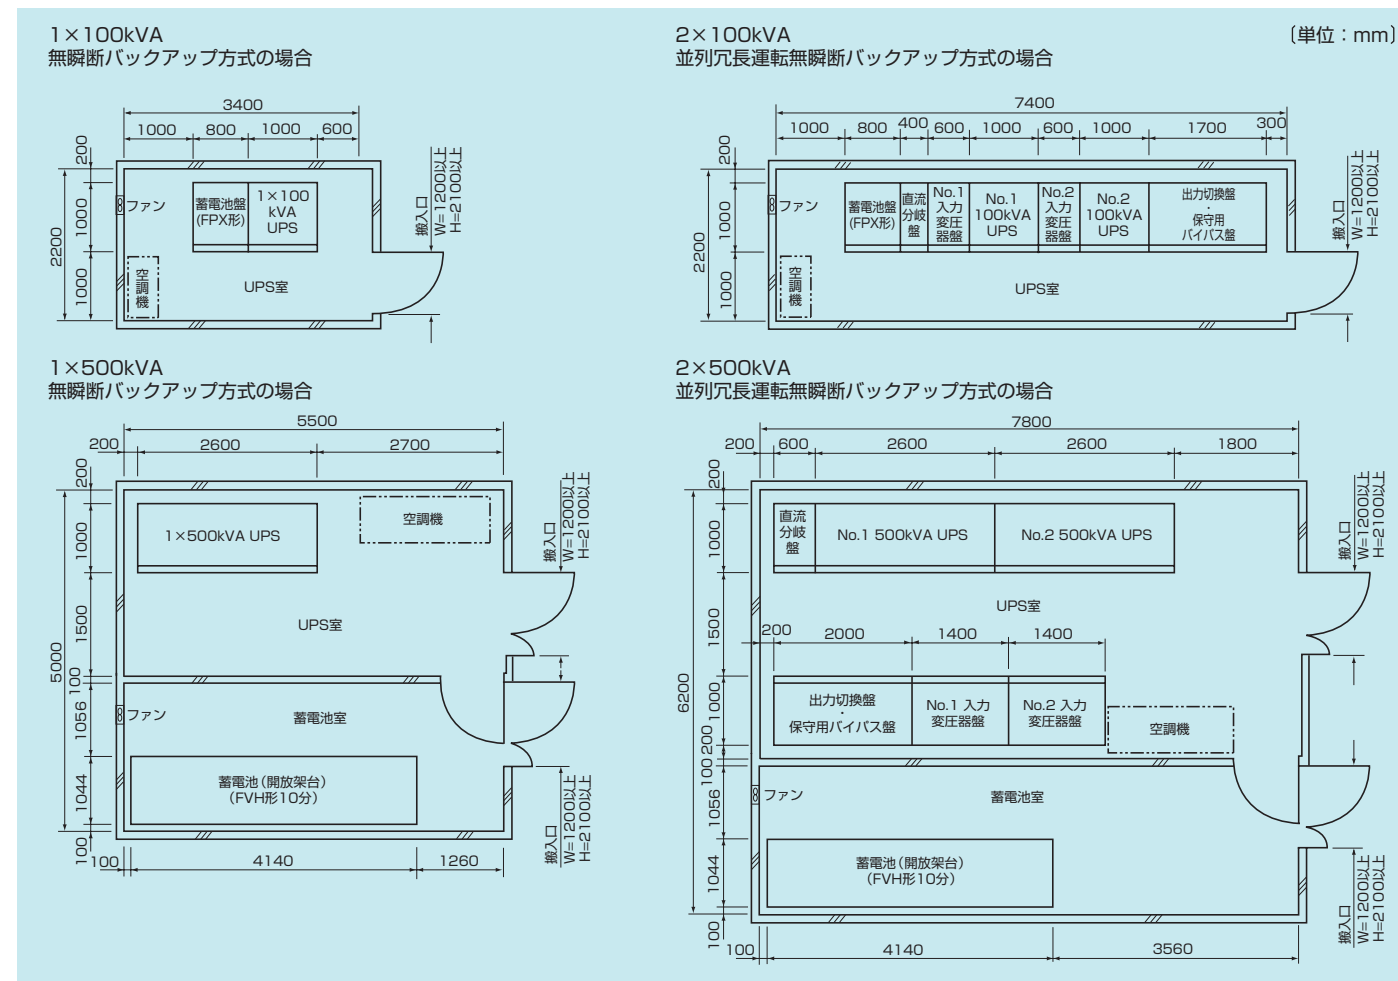 1×100kVA
無瞬断バックアップ方式の場合
3400
1000
800
1000
600
200
1000
1000
2200
ファン
蓄電池盤
(FPX形)
1×100
kVA
UPS
空
調
機
UPS室
搬入口
W=1200以上
H=2100以上
2×100kVA
並列冗長運転無瞬断バックアップ方式の場合
〔単位：mm〕
7400
1000
800
400
600
1000
600
1000
1700
300
200
1000
1000
2200
ファン
蓄電池盤
(FPX形)
直流
分岐
盤
No.1
入力
変圧
器盤
No.1
100kVA
UPS
No.2
入力
変圧
器盤
No.2
100kVA
UPS
出力切換盤
・
保守用
バイパス盤
空
調
機
UPS室
搬入口
W=1200以上
H=2100以上
1×500kVA
無瞬断バックアップ方式の場合
5500
200
2600
2700
200
1000
1500
100
1056
1044
100
5000
1×500kVA UPS
空調機
UPS室
搬入口
W=1200以上
H=2100以上
ファン
蓄電池室
蓄電池（開放架台）
（FVH形10分）
搬入口
W=1200以上
H=2100以上
100
4140
1260
2×500kVA
並列冗長運転無瞬断バックアップ方式の場合
7800
200
600
2600
2600
1800
200
1000
1500
1000
200
100
1056
1044
100
6200
直流
分岐
盤
No.1 500kVA UPS
No.2 500kVA UPS
UPS室
搬入口
W=1200以上
H=2100以上
200
2000
1400
1400
出力切換盤
・
保守用バイパス盤
No.1 入力
変圧器盤
No.2 入力
変圧器盤
空調機
ファン
蓄電池室
蓄電池（開放架台）
（FVH形10分）
搬入口
W=1200以上
H=2100以上
100
4140
3560